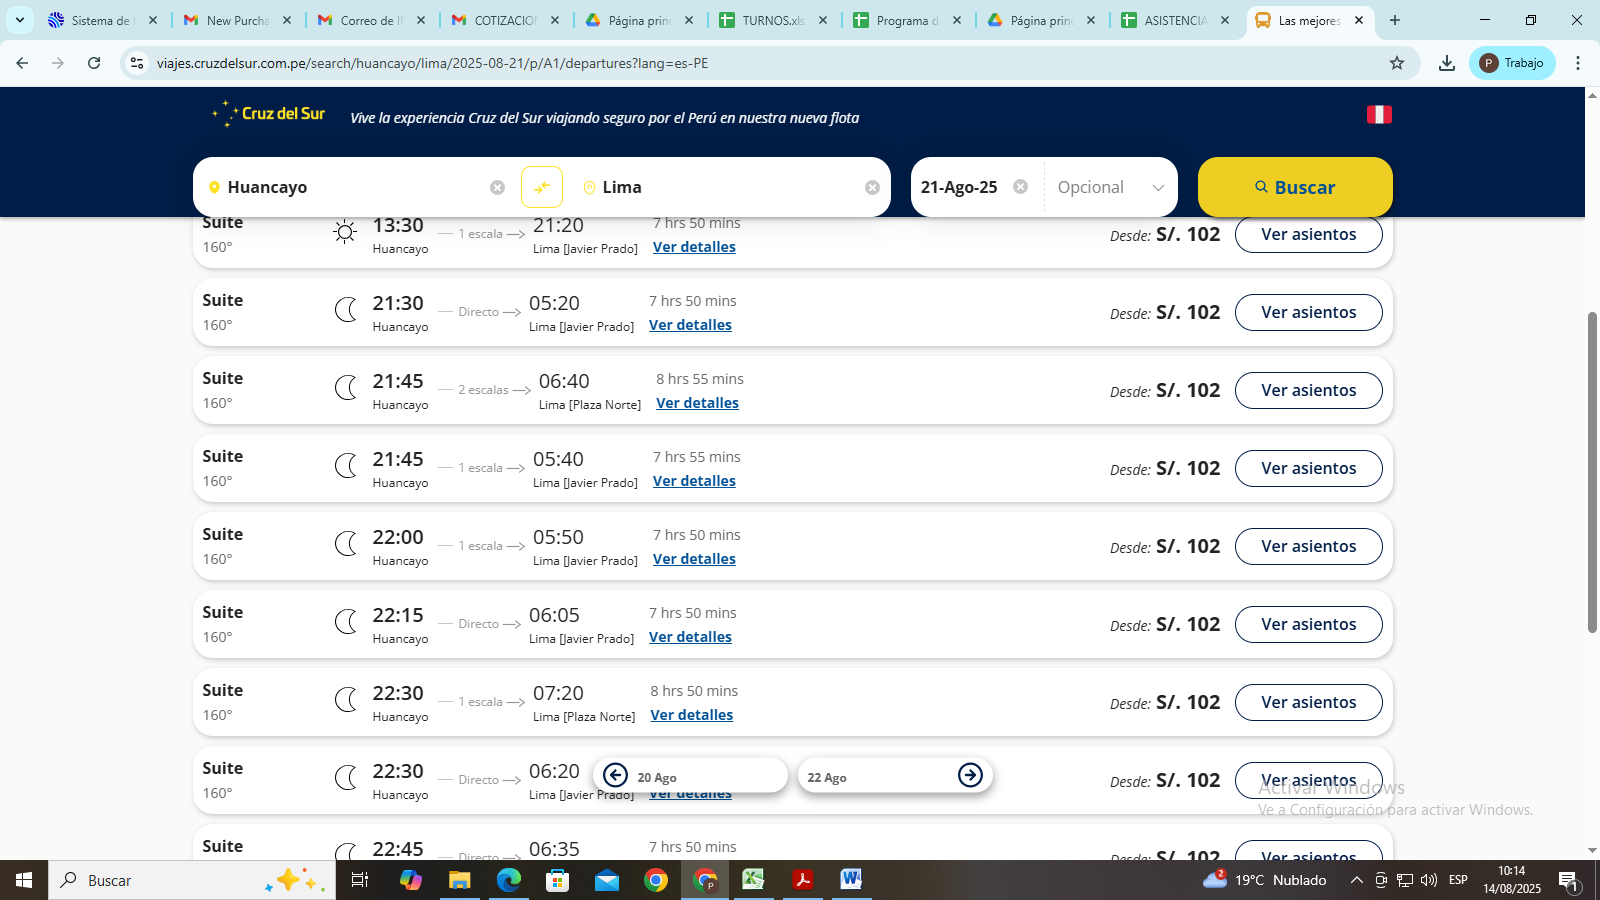 Sistema de
New Purcha
Correo de
COTIZACIO
Página prin
TURNOS.xls
Programa d
Página prin
ASISTENCIA
Las mejores
viajes.cruzdelsur.com.pe/search/huancayo/lima/2025-08-21/p/A1/departures?lang=es-PE
P Trabajo
Cruz del Sur
Vive la experiencia Cruz del Sur viajando seguro por el Perú en nuestra nueva flota
Huancayo
Lima
21-Ago-25
Opcional
Buscar
Suite 13:30 1 escala 21:20 7 hrs 50 mins
160° Huancayo Lima [Javier Prado] Ver detalles Desde: S/. 102 Ver asientos
Suite 21:30 Directo 05:20 7 hrs 50 mins
160° Huancayo Lima [Javier Prado] Ver detalles Desde: S/. 102 Ver asientos
Suite 21:45 2 escalas 06:40 8 hrs 55 mins
160° Huancayo Lima [Plaza Norte] Ver detalles Desde: S/. 102 Ver asientos
Suite 21:45 1 escala 05:40 7 hrs 55 mins
160° Huancayo Lima [Javier Prado] Ver detalles Desde: S/. 102 Ver asientos
Suite 22:00 1 escala 05:50 7 hrs 50 mins
160° Huancayo Lima [Javier Prado] Ver detalles Desde: S/. 102 Ver asientos
Suite 22:15 Directo 06:05 7 hrs 50 mins
160° Huancayo Lima [Javier Prado] Ver detalles Desde: S/. 102 Ver asientos
Suite 22:30 1 escala 07:20 8 hrs 50 mins
160° Huancayo Lima [Plaza Norte] Ver detalles Desde: S/. 102 Ver asientos
Suite 22:30 Directo 06:20
160° Huancayo Lima [Javier Prado] Ver detalles Desde: S/. 102 Ver asientos
20 Ago
22 Ago
Activar Windows
Ve a Configuración para activar Windows.
Suite 22:45 Directo 06:35 7 hrs 50 mins
Desde: S/. 102 Ver asientos
Buscar
19°C Nublado
ESP
10:14
14/08/2025